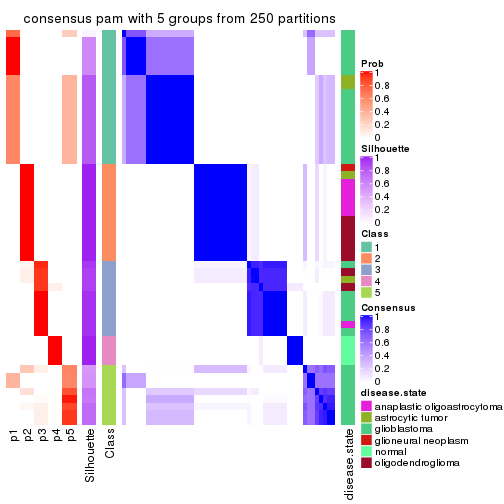 consensus pam with 5 groups from 250 partitions
Prob
1
0.8
0.6
0.4
0.2
0
Silhouette
1
0.8
0.6
0.4
0.2
0
Class
1
2
3
4
5
Consensus
1
0.8
0.6
0.4
0.2
0
disease.state
anaplastic oligoastrocytoma
astrocytic tumor
glioblastoma
glioneural neoplasm
normal
oligodendroglioma
p1
p2
p3
p4
p5
Silhouette
Class
disease.state